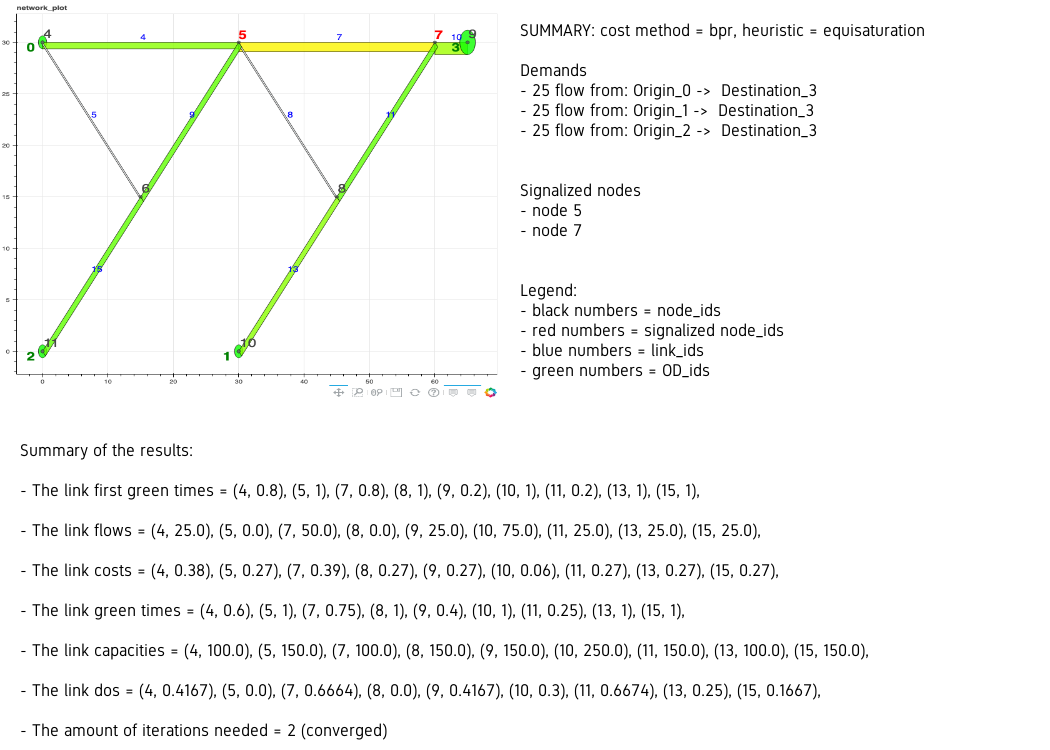 network_plot
SUMMARY: cost method = bpr, heuristic = equisaturation
Demands
- 25 flow from: Origin_0 -> Destination_3
- 25 flow from: Origin_1 -> Destination_3
- 25 flow from: Origin_2 -> Destination_3
Signalized nodes
- node 5
- node 7
Legend:
- black numbers = node_ids
- red numbers = signalized node_ids
- blue numbers = link_ids
- green numbers = OD_ids
30
25
20
15
10
5
0
0 10 20 30 40 50 60
4 5 7 9
0 3
4 7 10
5 9 8 11
6 8
15 13
11 10
2 1
Summary of the results:
- The link first green times = (4, 0.8), (5, 1), (7, 0.8), (8, 1), (9, 0.2), (10, 1), (11, 0.2), (13, 1), (15, 1),
- The link flows = (4, 25.0), (5, 0.0), (7, 50.0), (8, 0.0), (9, 25.0), (10, 75.0), (11, 25.0), (13, 25.0), (15, 25.0),
- The link costs = (4, 0.38), (5, 0.27), (7, 0.39), (8, 0.27), (9, 0.27), (10, 0.06), (11, 0.27), (13, 0.27), (15, 0.27),
- The link green times = (4, 0.6), (5, 1), (7, 0.75), (8, 1), (9, 0.4), (10, 1), (11, 0.25), (13, 1), (15, 1),
- The link capacities = (4, 100.0), (5, 150.0), (7, 100.0), (8, 150.0), (9, 150.0), (10, 250.0), (11, 150.0), (13, 100.0), (15, 150.0),
- The link dos = (4, 0.4167), (5, 0.0), (7, 0.6664), (8, 0.0), (9, 0.4167), (10, 0.3), (11, 0.6674), (13, 0.25), (15, 0.1667),
- The amount of iterations needed = 2 (converged)